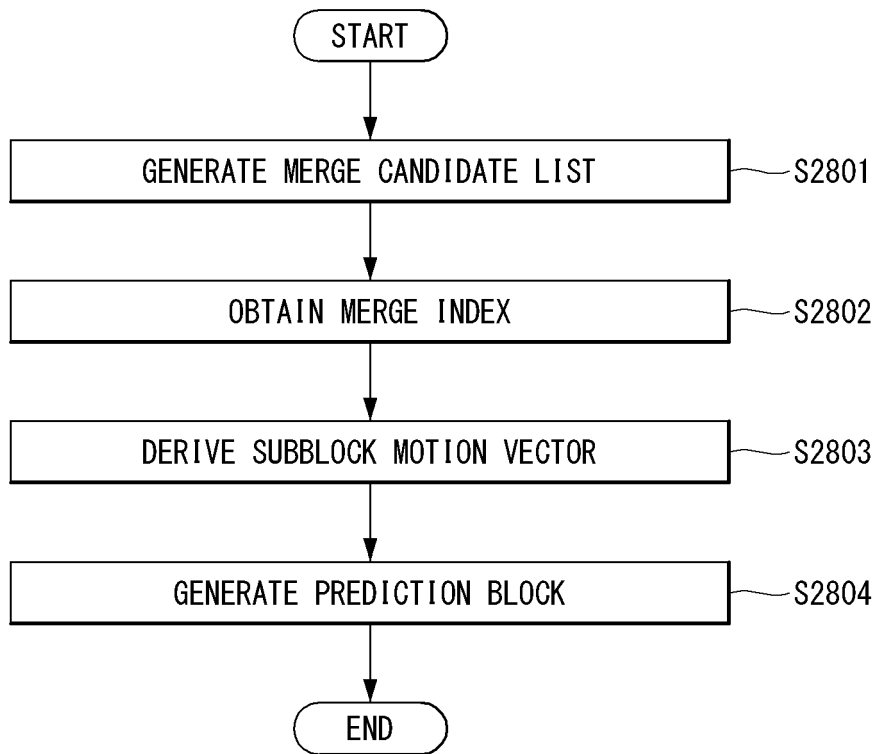 START
GENERATE MERGE CANDIDATE LIST
S2801
OBTAIN MERGE INDEX
S2802
DERIVE SUBBLOCK MOTION VECTOR
S2803
GENERATE PREDICTION BLOCK
S2804
END